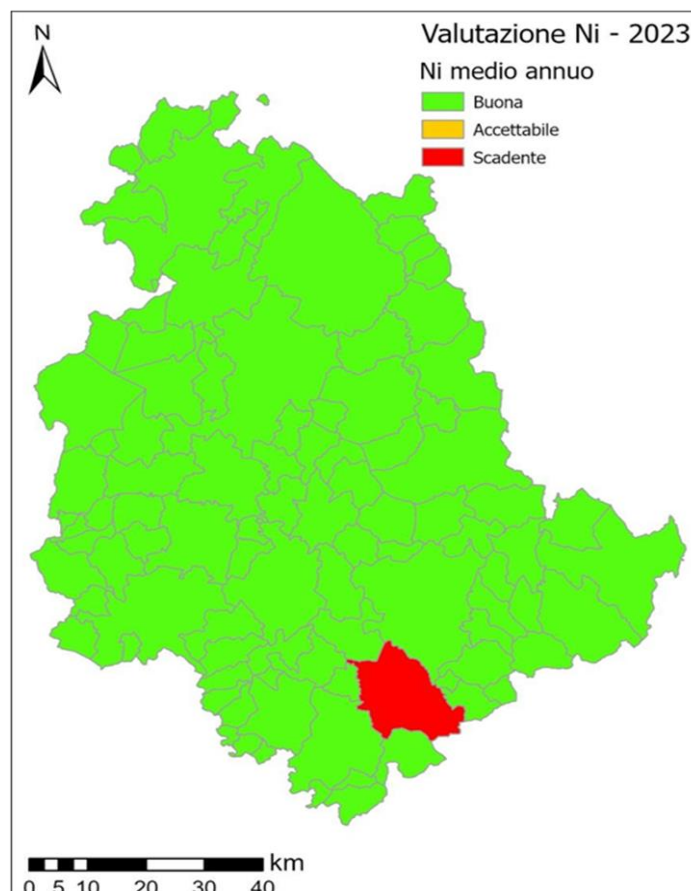 N
Valutazione Ni - 2023
Ni medio annuo
Buona
Accettabile
Scadente
km
0 5 10 20 30 40